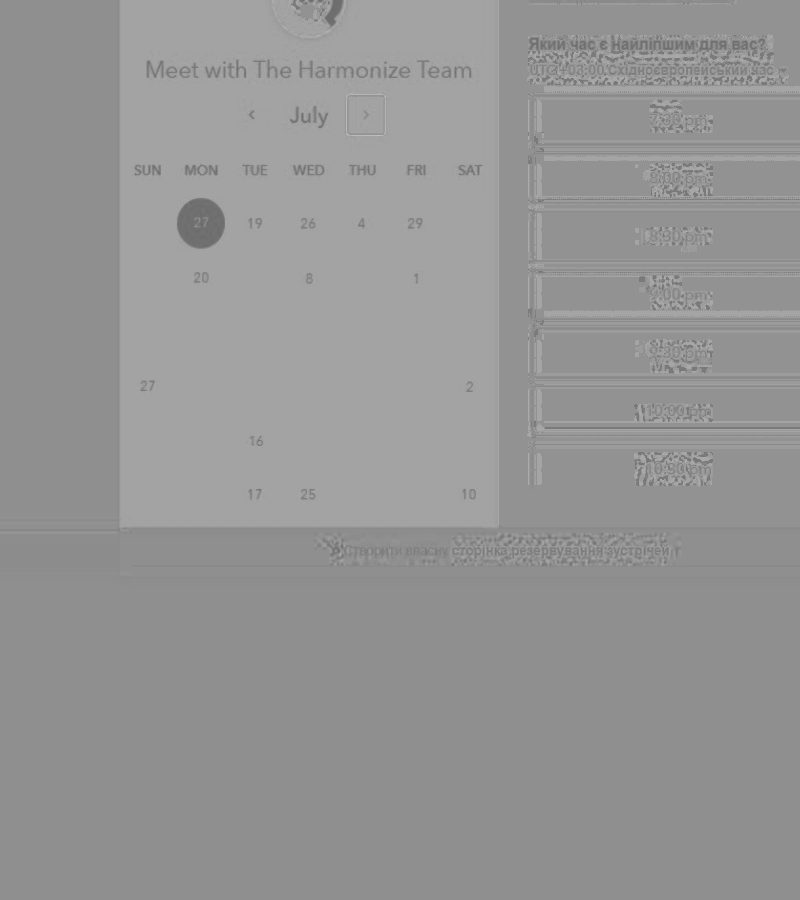 Meet with The Harmonize Team
July
SUN MON TUE WED THU FRI SAT
27 19 26 4 29
20 8 1
27 2
16
17 25 10
Який час є найліпшим для вас?
UTC+03:00 Східноєвропейський час
7:30 pm
8:00 pm
8:30 pm
9:00 pm
9:30 pm
10:00 pm
10:30 pm
Створити власну сторінка резервування зустрічей